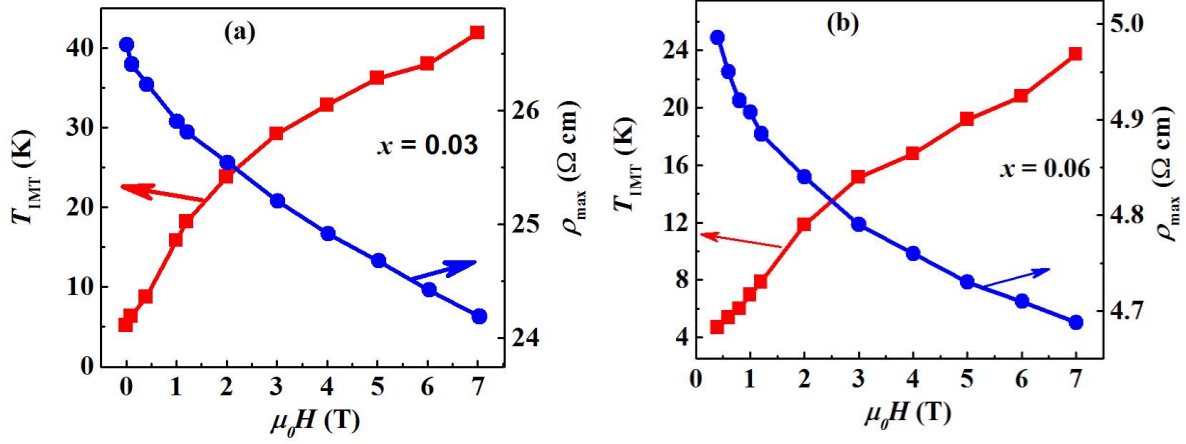 (a)
T_IMT (K)
40
30
20
10
0
x = 0.03
26
25
24
ρ_max (Ω cm)
0 1 2 3 4 5 6 7
μ_0H (T)
(b)
T_IMT (K)
24
20
16
12
8
4
x = 0.06
5.0
4.9
4.8
4.7
ρ_max (Ω cm)
0 1 2 3 4 5 6 7
μ_0H (T)